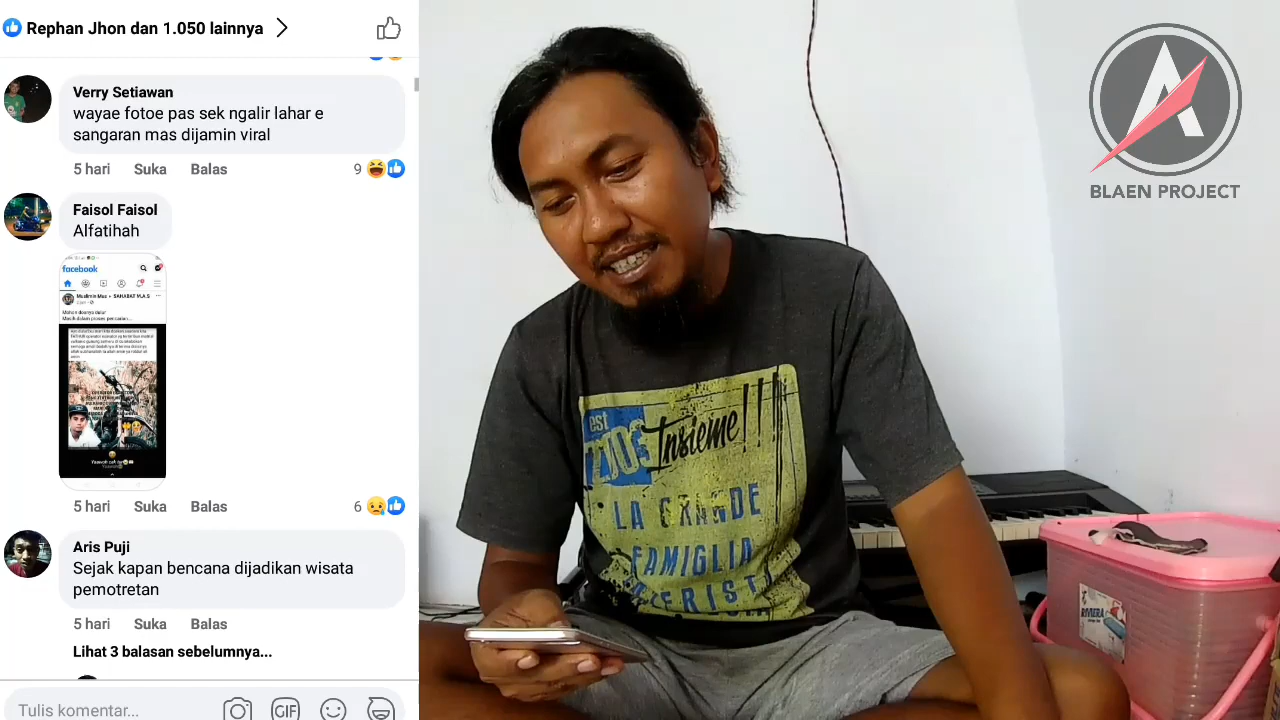 Rephan Jhon dan 1.050 lainnya
Verry Setiawan
wayae fotoe pas sek ngalir lahar e
sangaran mas dijamin viral
5 hari Suka Balas 9
Faisol Faisol
Alfatihah
facebook
5 hari Suka Balas 6
Aris Puji
Sejak kapan bencana dijadikan wisata
pemotretan
5 hari Suka Balas
Lihat 3 balasan sebelumnya...
Tulis komentar...
GIF
BLAEN PROJECT
est
Insieme!!!
LA GRANDE
FAMIGLIA
RIVIERA